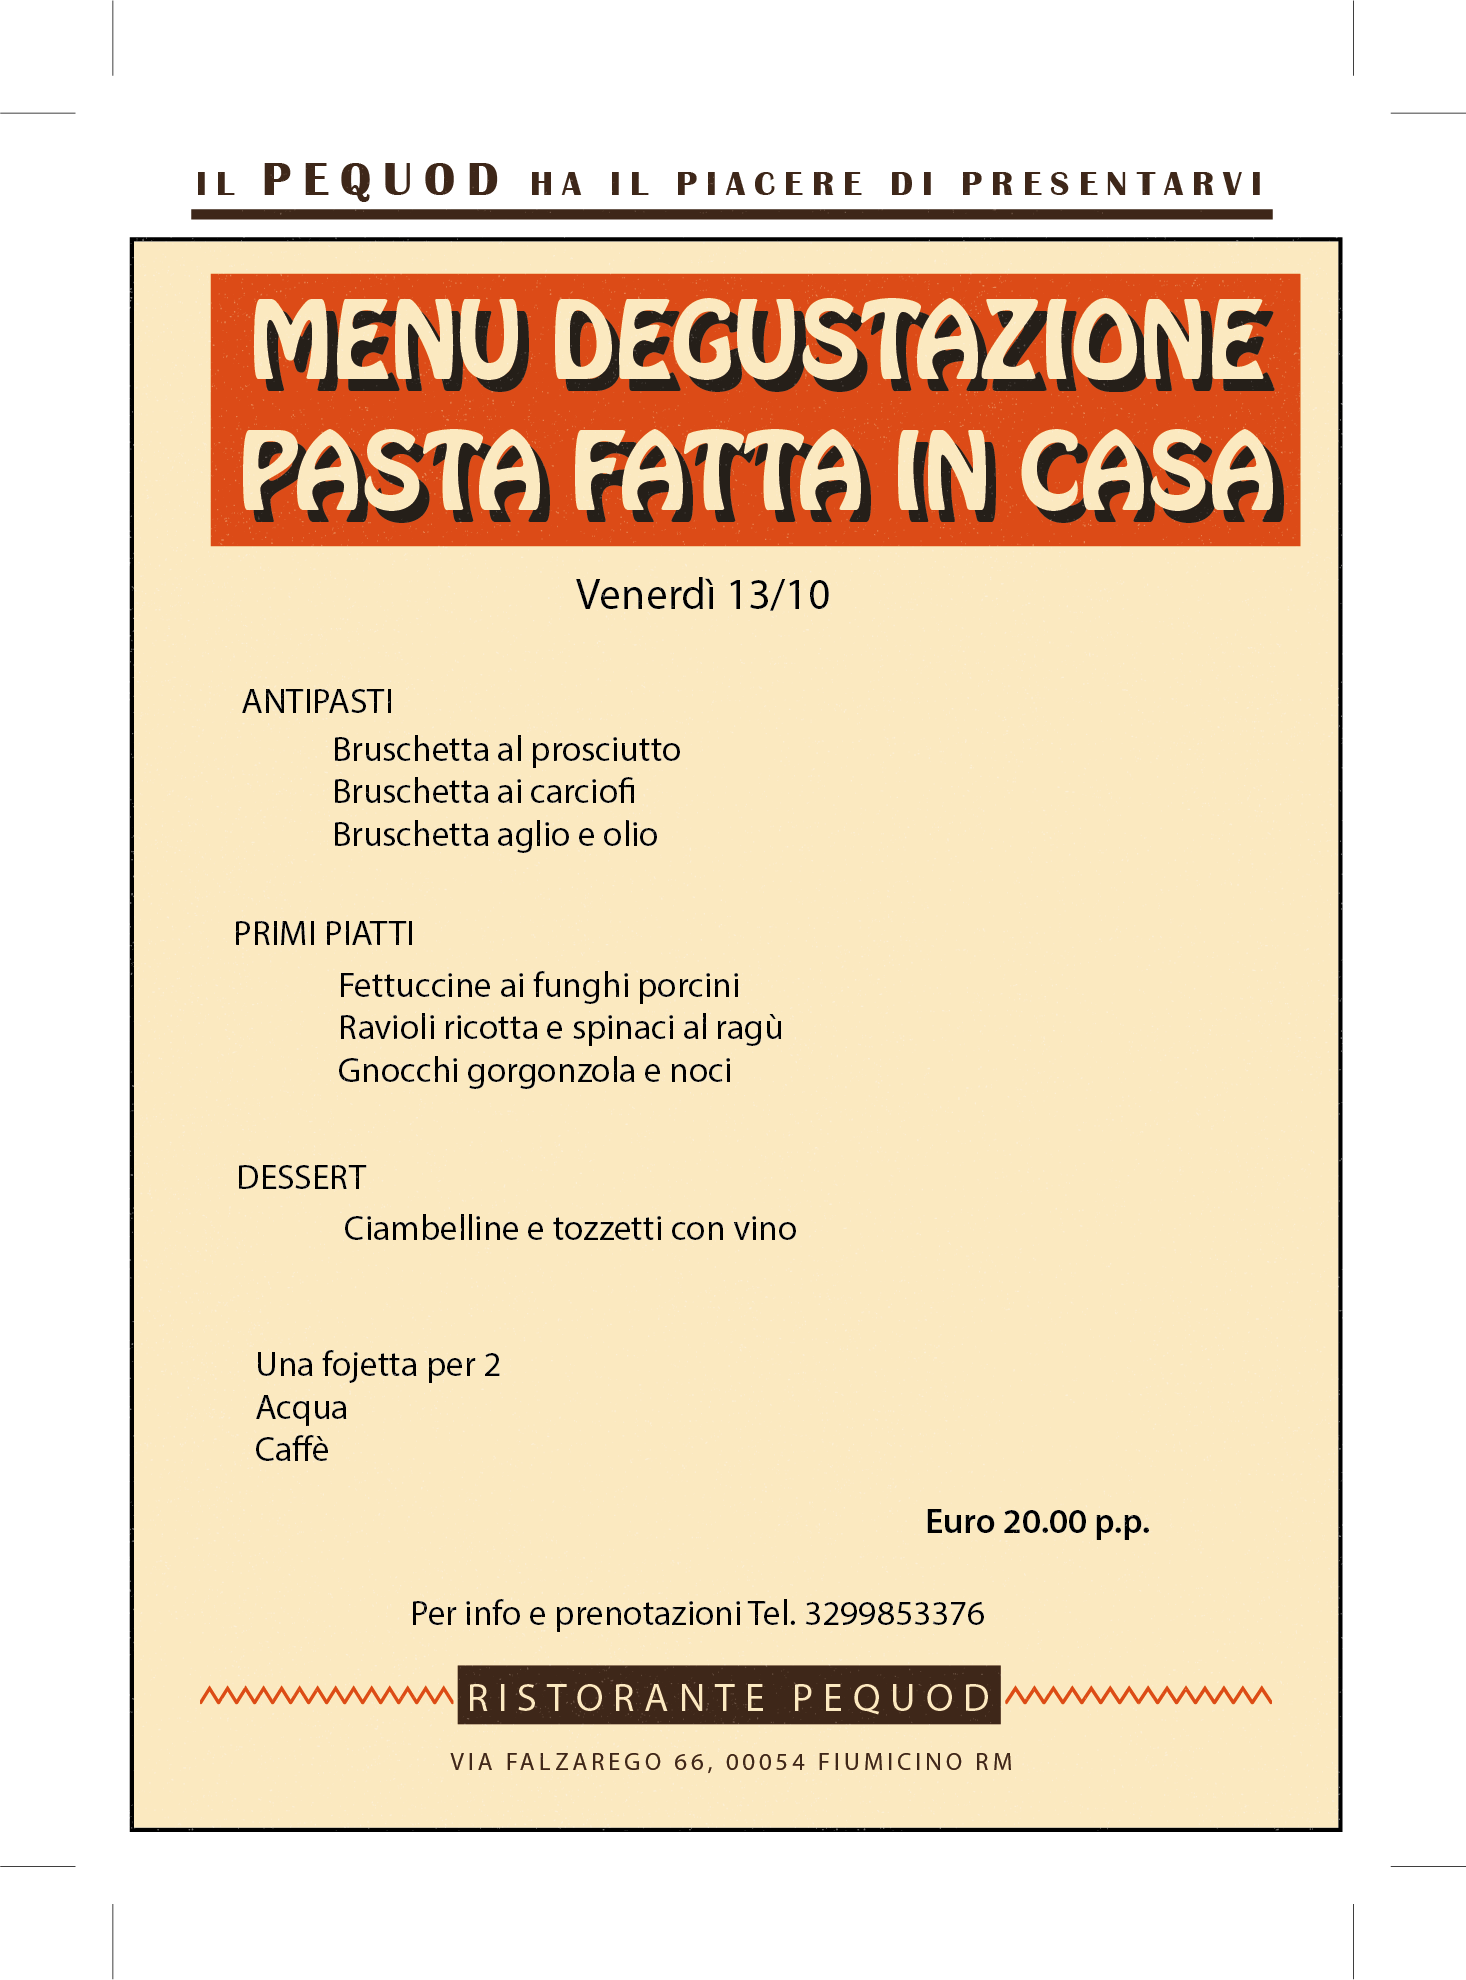 IL PEQUOD HA IL PIACERE DI PRESENTARVI
MENU DEGUSTAZIONE
PASTA FATTA IN CASA
Venerdì 13/10
ANTIPASTI
Bruschetta al prosciutto
Bruschetta ai carciofi
Bruschetta aglio e olio
PRIMI PIATTI
Fettuccine ai funghi porcini
Ravioli ricotta e spinaci al ragù
Gnocchi gorgonzola e noci
DESSERT
Ciambelline e tozzetti con vino
Una fojetta per 2
Acqua
Caffè
Euro 20.00 p.p.
Per info e prenotazioni Tel. 3299853376
RISTORANTE PEQUOD
VIA FALZAREGO 66, 00054 FIUMICINO RM